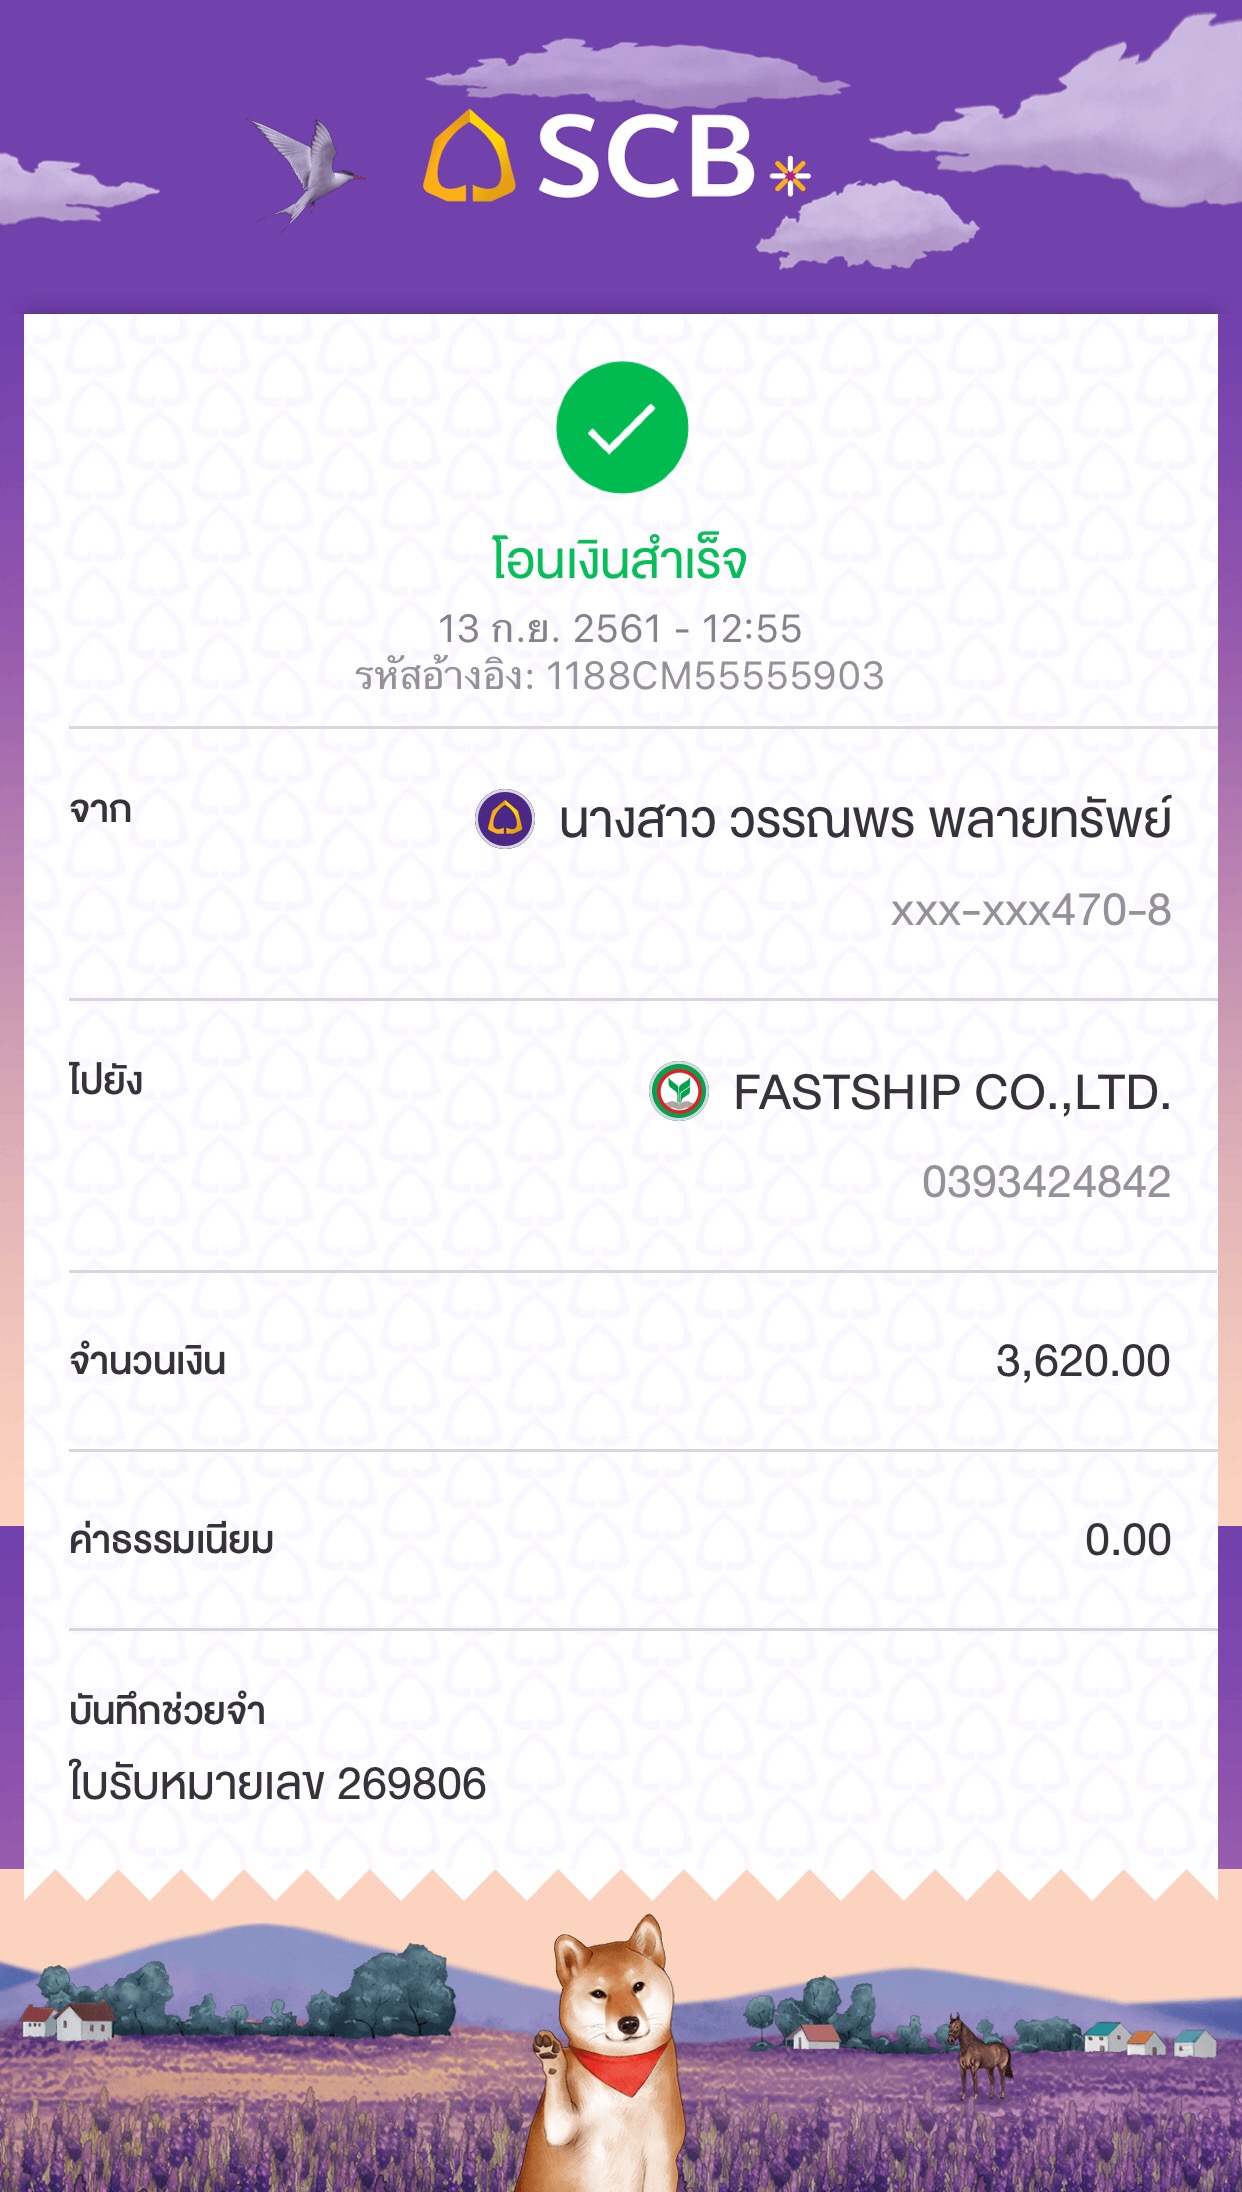 SCB
โอนเงินสำเร็จ
13 ก.ย. 2561 - 12:55
รหัสอ้างอิง: 1188CM55555903
จาก นางสาว วรรณพร พลายทรัพย์
xxx-xxx470-8
ไปยัง FASTSHIP CO.,LTD.
0393424842
จำนวนเงิน 3,620.00
ค่าธรรมเนียม 0.00
บันทึกช่วยจำ
ใบรับหมายเลข 269806